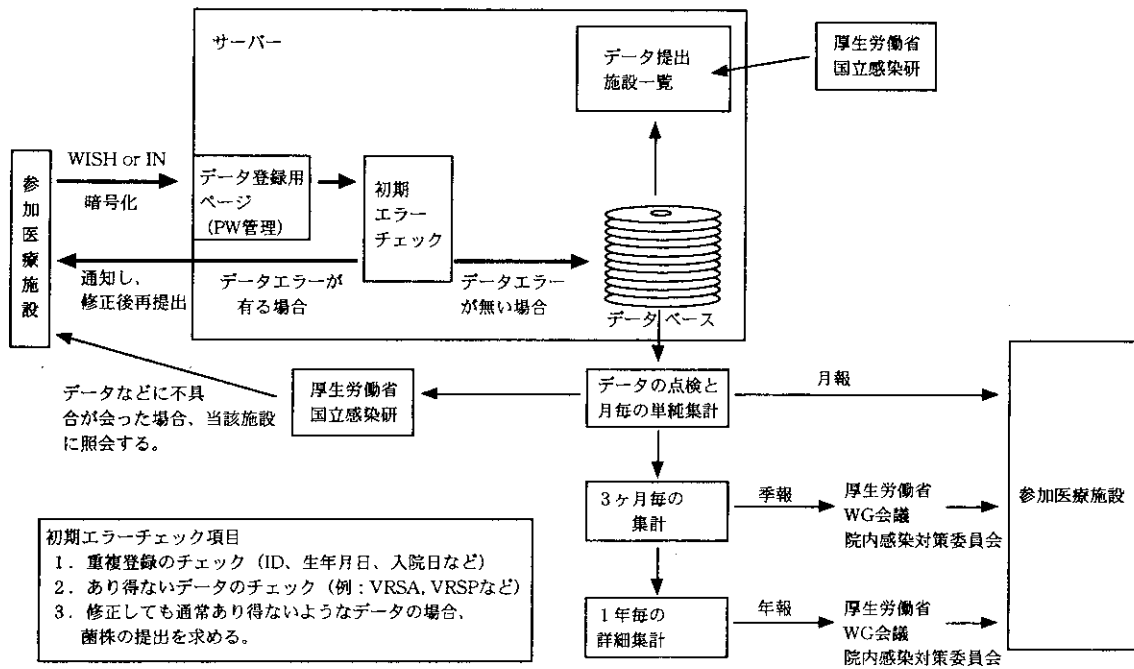 サーバー
データ提出
施設一覧
厚生労働省
国立感染研
参加医療施設
WISH or IN
暗号化
データ登録用
ページ
(PW管理)
初期
エラー
チェック
通知し、
修正後再提出
データエラーが
有る場合
データエラー
が無い場合
データベース
データなどに不具
合が会った場合、当該施設
に照会する。
厚生労働省
国立感染研
データの点検と
月毎の単純集計
月報
参加医療施設
3ヶ月毎の
集計
季報
厚生労働省
WG会議
院内感染対策委員会
1年毎の
詳細集計
年報
厚生労働省
WG会議
院内感染対策委員会
初期エラーチェック項目
1．重複登録のチェック（ID、生年月日、入院日など）
2．あり得ないデータのチェック（例：VRSA, VRSPなど）
3．修正しても通常あり得ないようなデータの場合、
菌株の提出を求める。